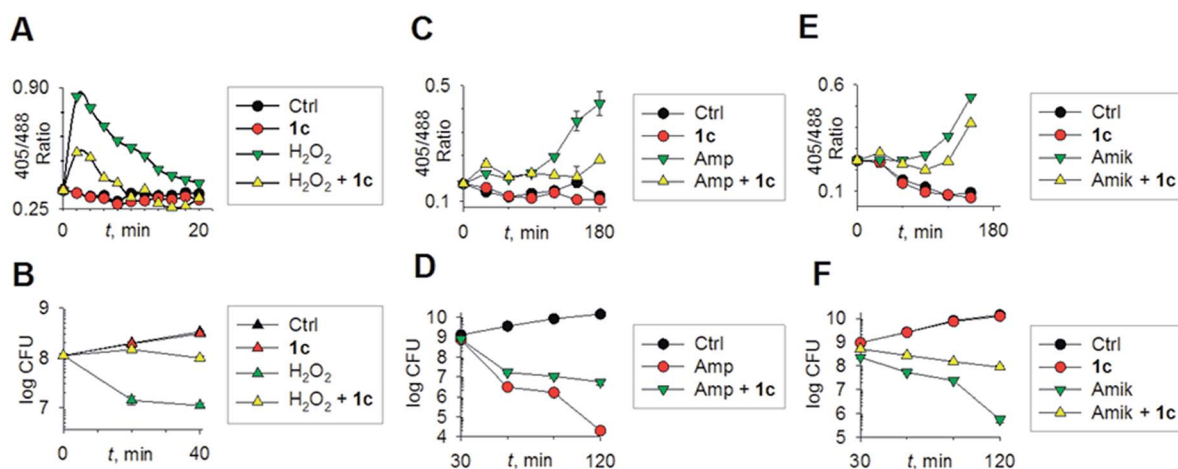 A
0.90
405/488
Ratio
0.25
0
t, min
20
Ctrl
1c
H₂O₂
H₂O₂ + 1c
C
0.5
405/488
Ratio
0.1
0
t, min
180
Ctrl
1c
Amp
Amp + 1c
E
0.6
405/488
Ratio
0.1
0
t, min
180
Ctrl
1c
Amik
Amik + 1c
B
9
8
7
log CFU
0
t, min
40
Ctrl
1c
H₂O₂
H₂O₂ + 1c
D
10
9
8
7
6
5
4
log CFU
30
t, min
120
Ctrl
Amp
Amp + 1c
F
10
9
8
7
6
5
log CFU
30
t, min
120
Ctrl
1c
Amik
Amik + 1c